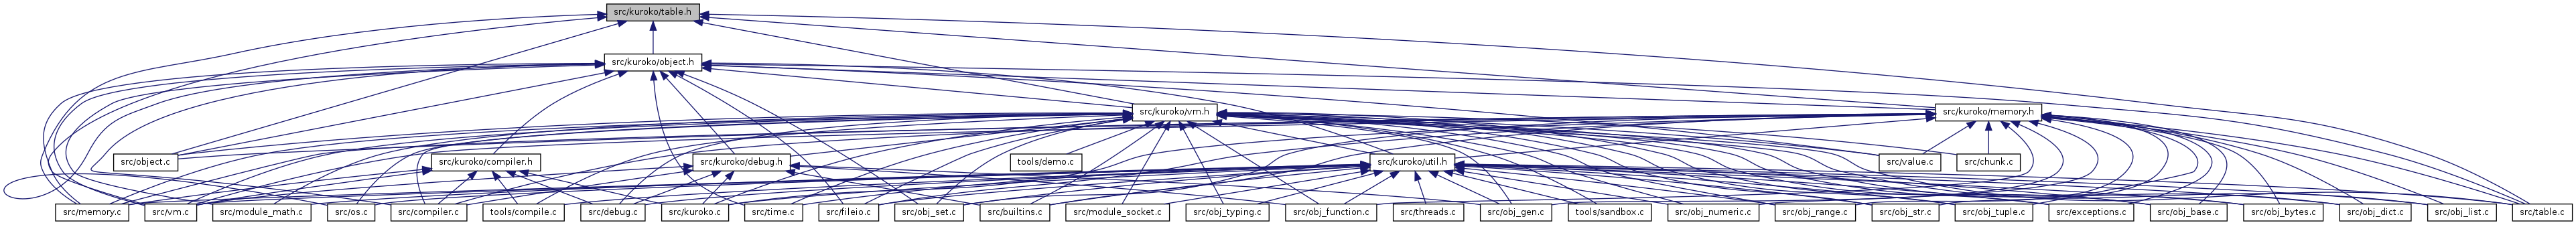 src/kuroko/table.h
src/kuroko/object.h
src/kuroko/vm.h
src/kuroko/memory.h
src/object.c
src/kuroko/compiler.h
src/kuroko/debug.h
tools/demo.c
src/kuroko/util.h
src/value.c
src/chunk.c
src/memory.c
src/vm.c
src/module_math.c
src/os.c
src/compiler.c
tools/compile.c
src/debug.c
src/kuroko.c
src/time.c
src/fileio.c
src/obj_set.c
src/builtins.c
src/module_socket.c
src/obj_typing.c
src/obj_function.c
src/threads.c
src/obj_gen.c
tools/sandbox.c
src/obj_numeric.c
src/obj_range.c
src/obj_str.c
src/obj_tuple.c
src/exceptions.c
src/obj_base.c
src/obj_bytes.c
src/obj_dict.c
src/obj_list.c
src/table.c